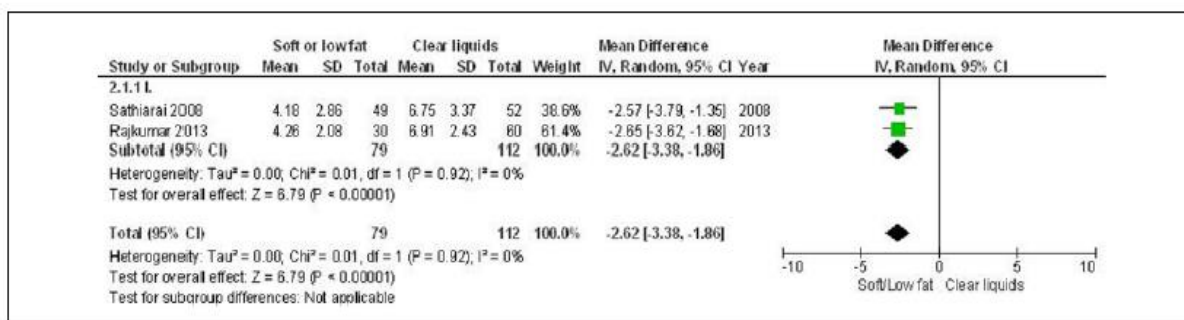 Soft or lowfat Clear liquids Mean Difference Mean Difference
Study or Subgroup Mean SD Total Mean SD Total Weight IV, Random, 95% CI Year IV, Random, 95% CI
2.1.1 I.
Sathiarai 2008 4.18 2.86 49 6.75 3.37 52 38.6% -2.57 [-3.79, -1.35] 2008
Rajkumar 2013 4.26 2.08 30 6.91 2.43 60 61.4% -2.65 [-3.62, -1.68] 2013
Subtotal (95% CI) 79 112 100.0% -2.62 [-3.38, -1.86]
Heterogeneity: Tau² = 0.00; Chi² = 0.01, df = 1 (P = 0.92); I² = 0%
Test for overall effect: Z = 6.79 (P < 0.00001)
Total (95% CI) 79 112 100.0% -2.62 [-3.38, -1.86]
Heterogeneity: Tau² = 0.00; Chi² = 0.01, df = 1 (P = 0.92); I² = 0%
Test for overall effect: Z = 6.79 (P < 0.00001)
Test for subgroup differences: Not applicable
-10 -5 0 5 10
Soft/Low fat Clear liquids